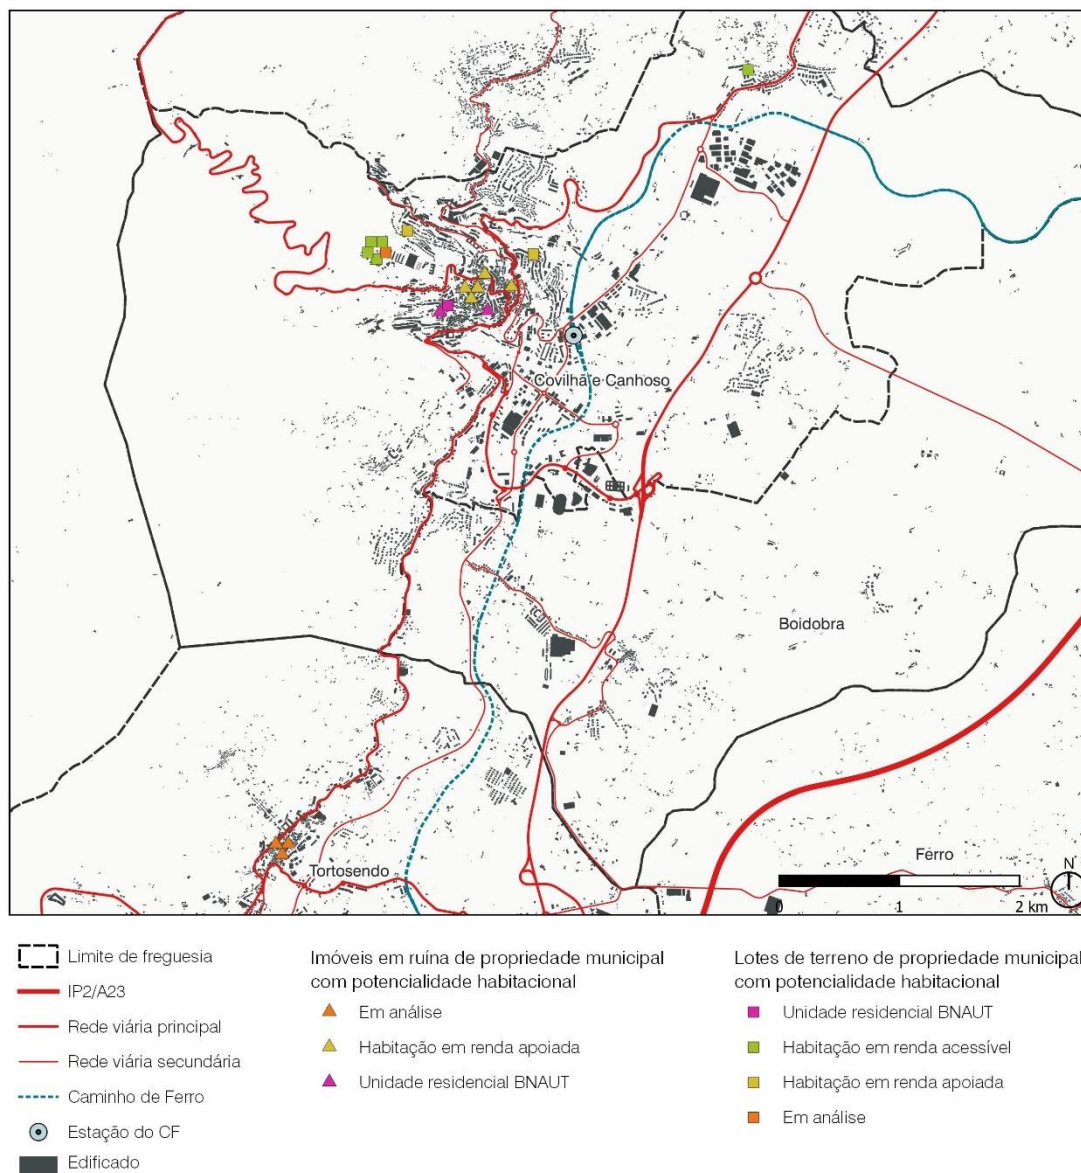 Covilhã e Canhoso
Boidobra
Ferro
Tortosendo
N
0 1 2 km
Limite de freguesia
IP2/A23
Rede viária principal
Rede viária secundária
Caminho de Ferro
Estação do CF
Edificado
Imóveis em ruína de propriedade municipal
com potencialidade habitacional
Em análise
Habitação em renda apoiada
Unidade residencial BNAUT
Lotes de terreno de propriedade municipal
com potencialidade habitacional
Unidade residencial BNAUT
Habitação em renda acessível
Habitação em renda apoiada
Em análise